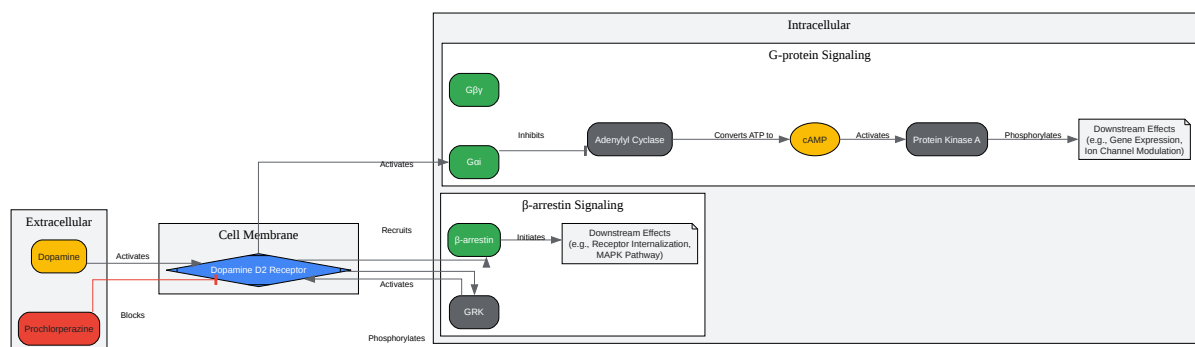 Intracellular
G-protein Signaling
Gβγ
Inhibits
Adenylyl Cyclase
Converts ATP to
cAMP
Activates
Protein Kinase A
Phosphorylates
Downstream Effects
(e.g., Gene Expression,
Ion Channel Modulation)
Activates
Gαi
β-arrestin Signaling
Extracellular
Cell Membrane
Recruits
β-arrestin
Initiates
Downstream Effects
(e.g., Receptor Internalization,
MAPK Pathway)
Dopamine
Activates
Dopamine D2 Receptor
Activates
GRK
Prochlorperazine
Blocks
Phosphorylates